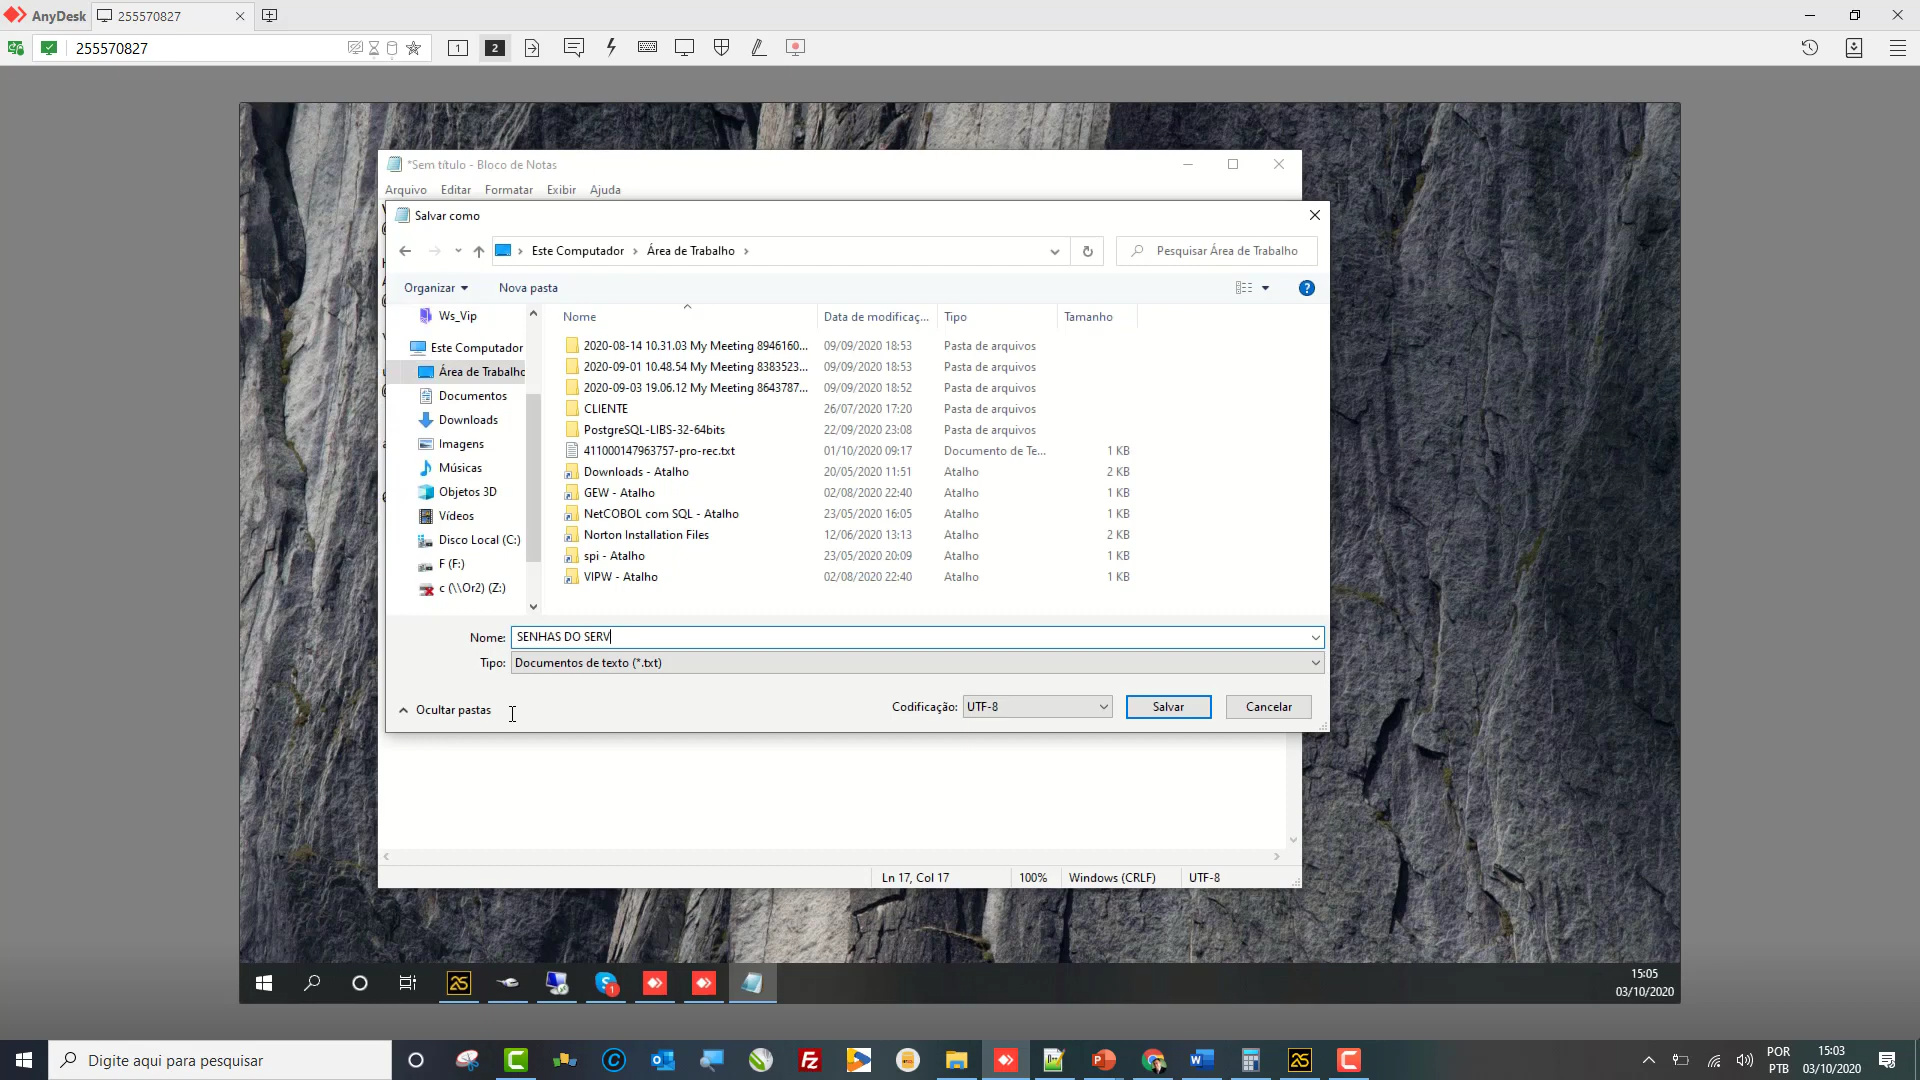 AnyDesk 255570827
255570827 1 2
*Sem título - Bloco de Notas
Arquivo Editar Formatar Exibir Ajuda
Salvar como
Este Computador Área de Trabalho Pesquisar Área de Trabalho
Organizar Nova pasta
Ws_Vip
Este Computador
Área de Trabalho
Documentos
Downloads
Imagens
Músicas
Objetos 3D
Vídeos
Disco Local (C:)
F (F:)
c (\\Or2) (Z:)
Nome Data de modificaç... Tipo Tamanho
2020-08-14 10.31.03 My Meeting 8946160... 09/09/2020 18:53 Pasta de arquivos
2020-09-01 10.48.54 My Meeting 8383523... 09/09/2020 18:53 Pasta de arquivos
2020-09-03 19.06.12 My Meeting 8643787... 09/09/2020 18:52 Pasta de arquivos
CLIENTE 26/07/2020 17:20 Pasta de arquivos
PostgreSQL-LIBS-32-64bits 22/09/2020 23:08 Pasta de arquivos
411000147963757-pro-rec.txt 01/10/2020 09:17 Documento de Te... 1 KB
Downloads - Atalho 20/05/2020 11:51 Atalho 2 KB
GEW - Atalho 02/08/2020 22:40 Atalho 1 KB
NetCOBOL com SQL - Atalho 23/05/2020 16:05 Atalho 1 KB
Norton Installation Files 12/06/2020 13:13 Atalho 2 KB
spi - Atalho 23/05/2020 20:09 Atalho 1 KB
VIPW - Atalho 02/08/2020 22:40 Atalho 1 KB
Nome: SENHAS DO SERV
Tipo: Documentos de texto (*.txt)
Ocultar pastas Codificação: UTF-8 Salvar Cancelar
Ln 17, Col 17 100% Windows (CRLF) UTF-8
15:05
03/10/2020
Digite aqui para pesquisar
POR
PTB
15:03
03/10/2020